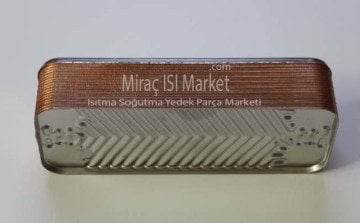 .com
Miraç ISI Market
Isıtma Soğutma Yedek Parça Marketi